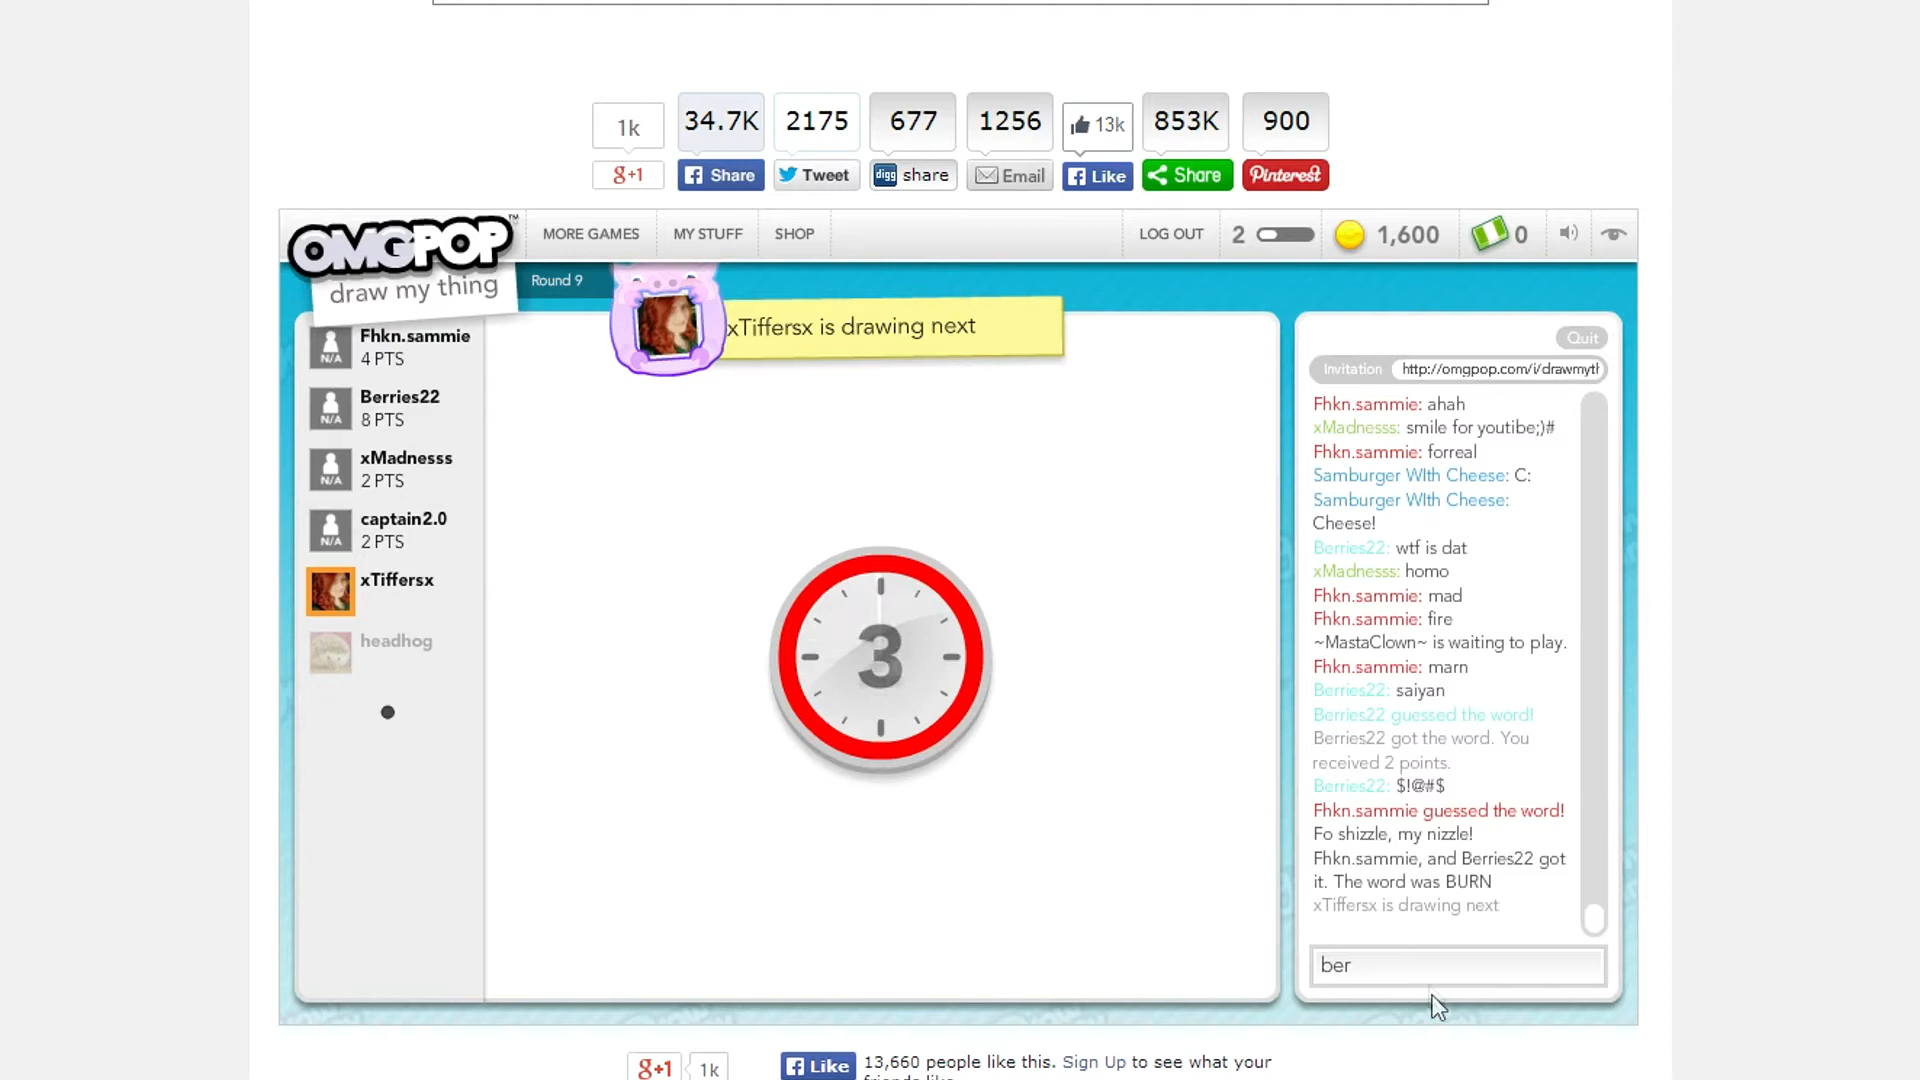 1k
34.7K
2175
677
1256
13k
853K
900
g+1
Share
Tweet
digg share
Email
Like
Share
Pinterest
OMGPOP™
draw my thing
MORE GAMES
MY STUFF
SHOP
LOG OUT
2
1,600
0
Round 9
xTiffersx is drawing next
Fhkn.sammie
4 PTS
N/A
Berries22
8 PTS
N/A
xMadnesss
2 PTS
N/A
captain2.0
2 PTS
N/A
xTiffersx
headhog
3
Quit
Invitation http://omgpop.com/i/drawmyth
Fhkn.sammie: ahah
xMadnesss: smile for youtibe;)#
Fhkn.sammie: forreal
Samburger WIth Cheese: C:
Samburger WIth Cheese:
Cheese!
Berries22: wtf is dat
xMadnesss: homo
Fhkn.sammie: mad
Fhkn.sammie: fire
~MastaClown~ is waiting to play.
Fhkn.sammie: marn
Berries22: saiyan
Berries22 guessed the word!
Berries22 got the word. You
received 2 points.
Berries22: $!@#$
Fhkn.sammie guessed the word!
Fo shizzle, my nizzle!
Fhkn.sammie, and Berries22 got
it. The word was BURN
xTiffersx is drawing next
ber
g+1
1k
Like
13,660 people like this. Sign Up to see what your